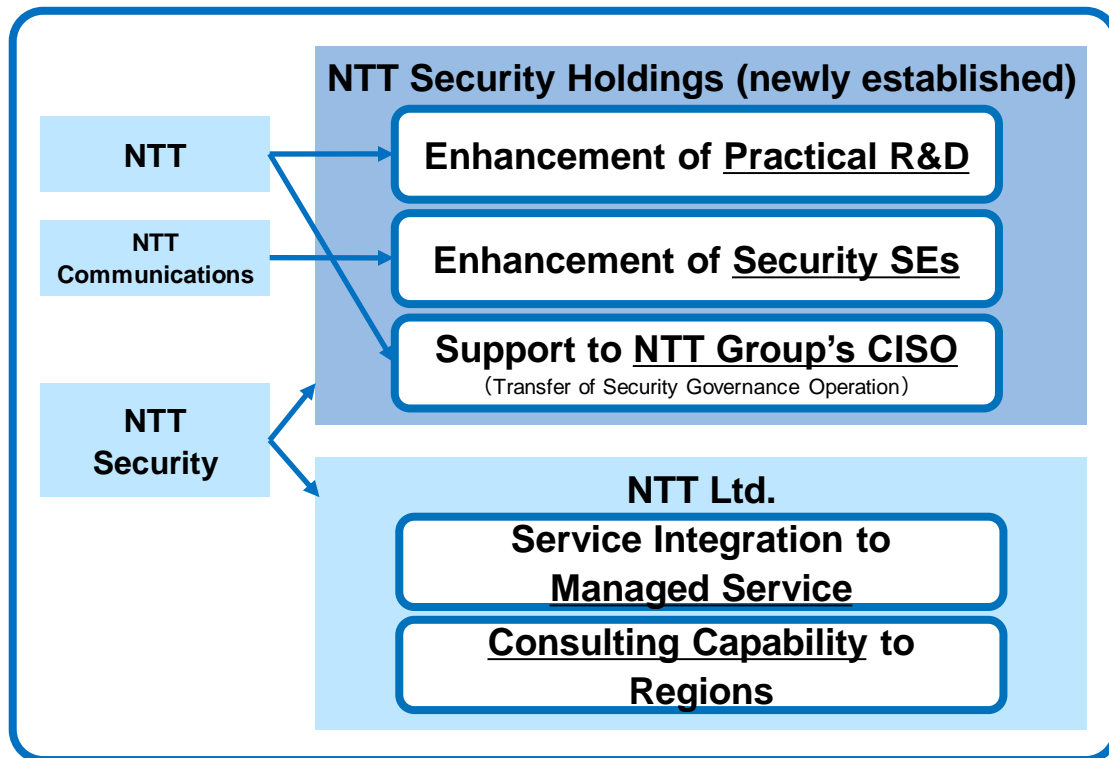 NTT Security Holdings (newly established)
NTT
Enhancement of Practical R&D
NTT
Communications
Enhancement of Security SEs
Support to NTT Group’s CISO
（Transfer of Security Governance Operation）
NTT
Security
NTT Ltd.
Service Integration to
Managed Service
Consulting Capability to
Regions